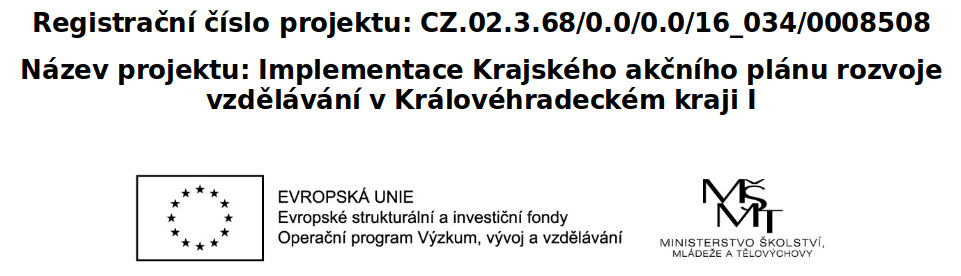 Registrační číslo projektu: CZ.02.3.68/0.0/0.0/16_034/0008508
Název projektu: Implementace Krajského akčního plánu rozvoje
vzdělávání v Královéhradeckém kraji I
EVROPSKÁ UNIE
Evropské strukturální a investiční fondy
Operační program Výzkum, vývoj a vzdělávání
MŠMT
MINISTERSTVO ŠKOLSTVÍ,
MLÁDEŽE A TĚLOVÝCHOVY